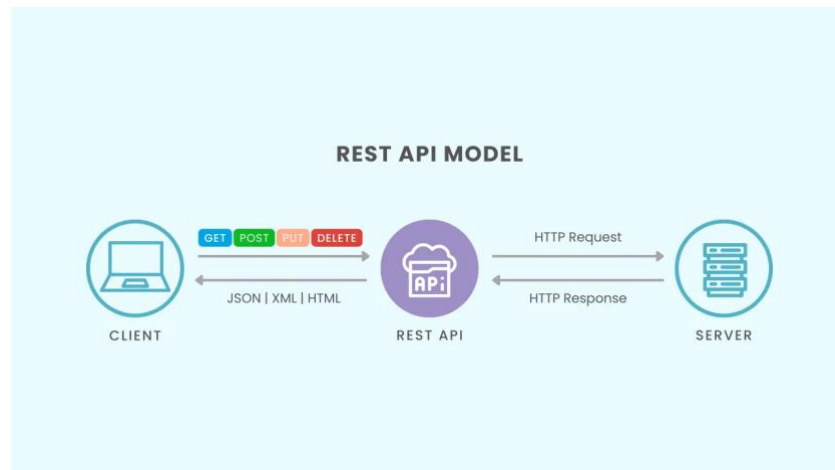 REST API MODEL
GET POST PUT DELETE
HTTP Request
APi
JSON | XML | HTML
HTTP Response
CLIENT
REST API
SERVER